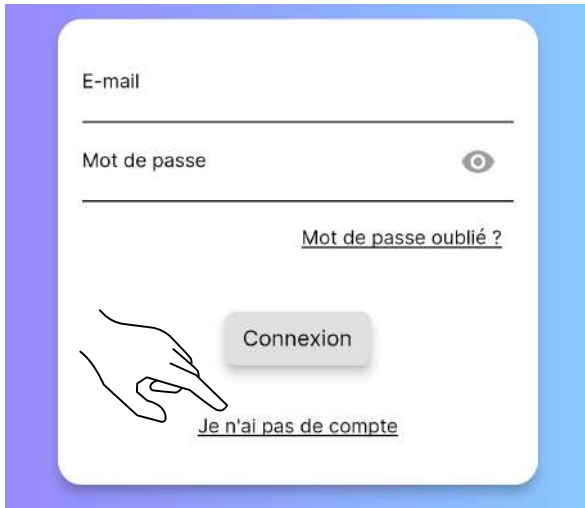 E-mail
Mot de passe
Mot de passe oublié ?
Connexion
Je n'ai pas de compte